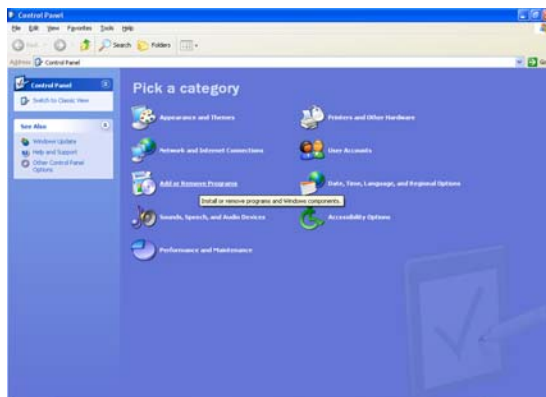 Control Panel
File Edit View Favorites Tools Help
Back Search Folders
Address Control Panel Go
Control Panel
Switch to Classic View
See Also
Windows Update
Help and Support
Other Control Panel Options
Pick a category
Appearance and Themes
Printers and Other Hardware
Network and Internet Connections
User Accounts
Add or Remove Programs
Date, Time, Language, and Regional Options
Install or remove programs and Windows components.
Sounds, Speech, and Audio Devices
Accessibility Options
Performance and Maintenance